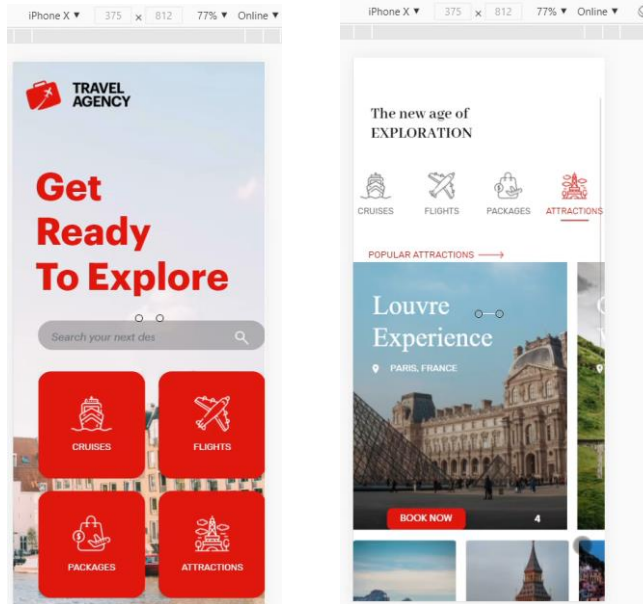 iPhone X ▼ 375 x 812 77% ▼ Online ▼
TRAVEL
AGENCY
Get
Ready
To Explore
Search your next des
CRUISES FLIGHTS
PACKAGES ATTRACTIONS
iPhone X ▼ 375 x 812 77% ▼ Online ▼
The new age of
EXPLORATION
CRUISES FLIGHTS PACKAGES ATTRACTIONS
POPULAR ATTRACTIONS
Louvre
Experience
PARIS, FRANCE
BOOK NOW 4